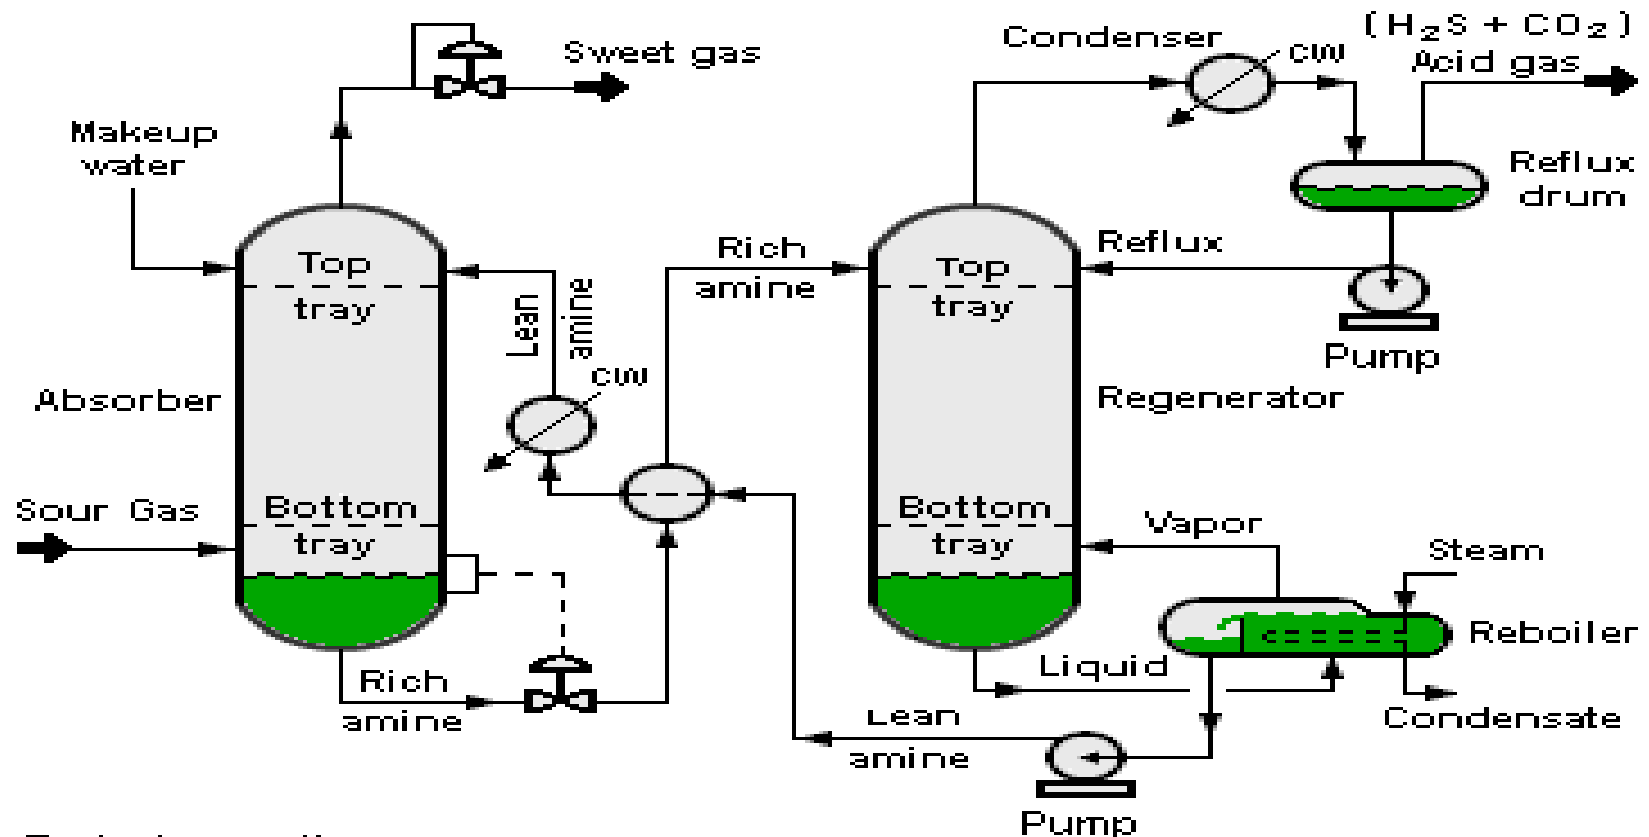 (H₂S + CO₂)
Condenser
CW
Sweet gas
Acid gas
Makeup
water
Reflux
drum
Rich
amine
Reflux
Top
tray
Lean
amine
Top
tray
Pump
CW
Absorber
Regenerator
Sour Gas
Bottom
tray
Bottom
tray
Vapor
Steam
Reboiler
Liquid
Rich
amine
Lean
amine
Condensate
Pump